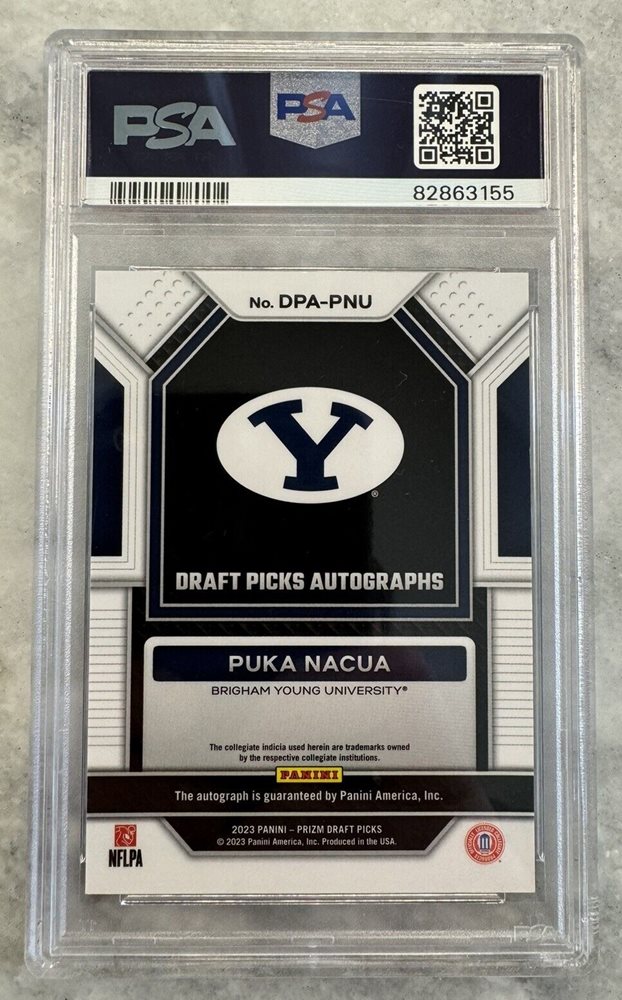 PSA
PSA
82863155
No. DPA-PNU
Y
®
DRAFT PICKS AUTOGRAPHS
PUKA NACUA
BRIGHAM YOUNG UNIVERSITY®
The collegiate indicia used herein are trademarks owned
by the respective collegiate institutions.
PANINI
The autograph is guaranteed by Panini America, Inc.
2023 PANINI – PRIZM DRAFT PICKS
© 2023 Panini America, Inc. Produced in the USA.
NFLPA
PSA